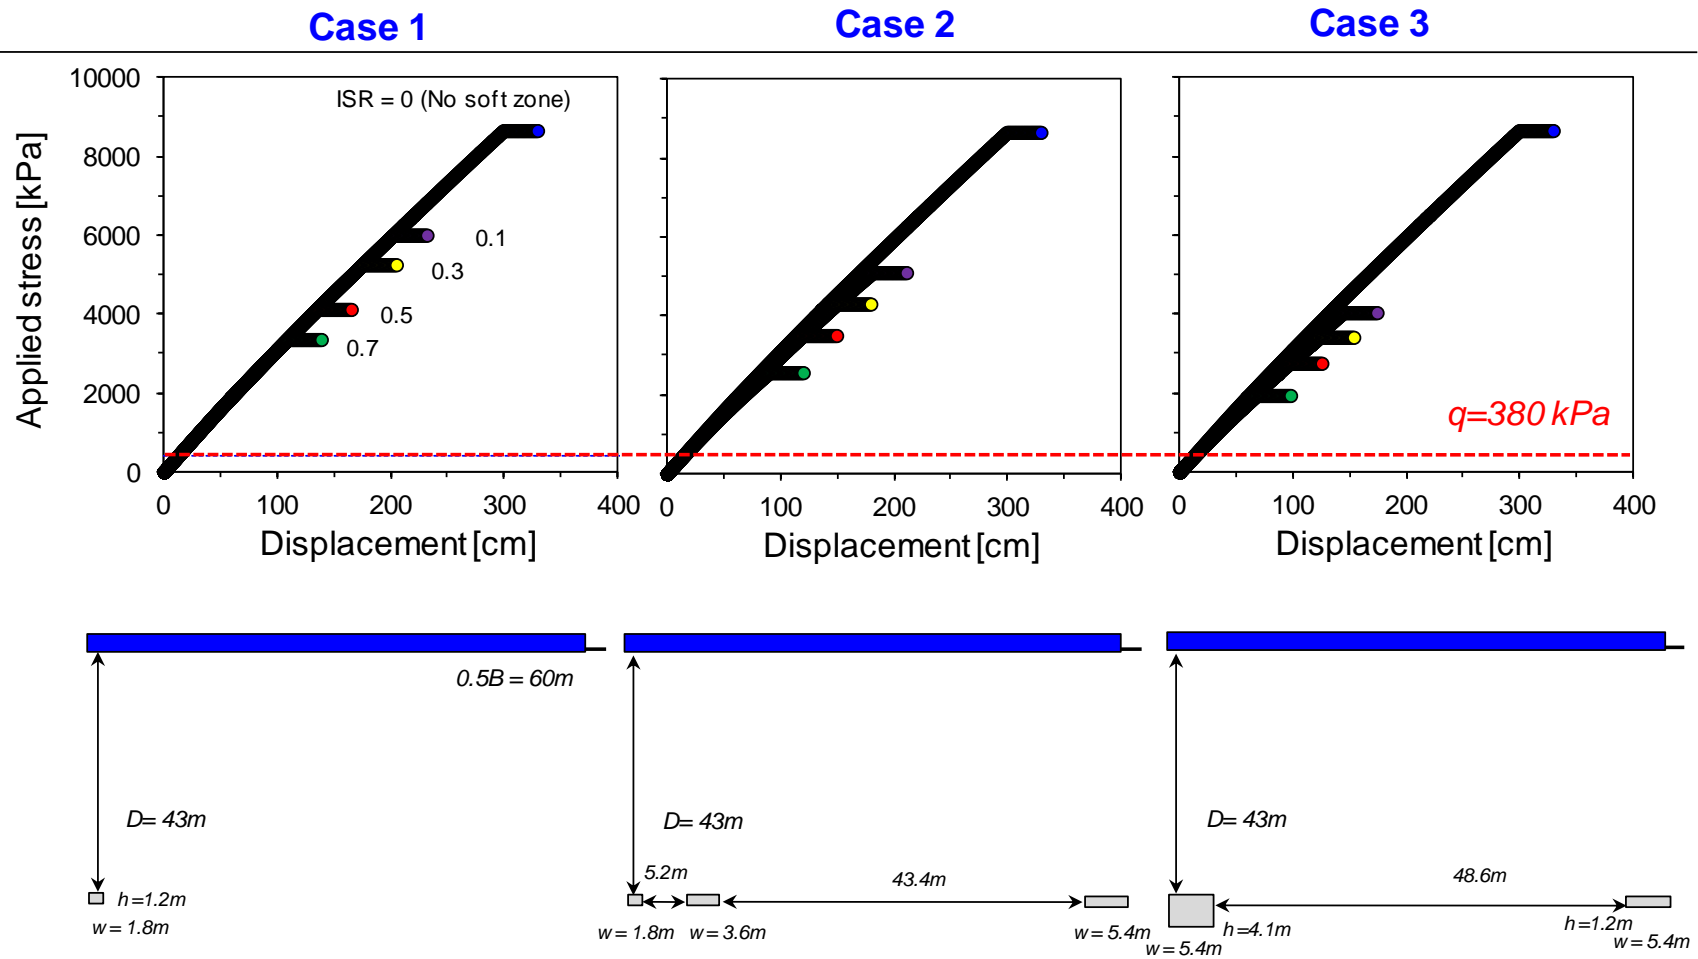 Case 1 Case 2 Case 3
10000
8000
6000
4000
2000
0
Applied stress [kPa]
ISR = 0 (No soft zone)
0.1
0.3
0.5
0.7
q=380 kPa
0 100 200 300 400 0 100 200 300 400 0 100 200 300 400
Displacement [cm] Displacement [cm] Displacement [cm]
0.5B = 60m
D= 43m
h=1.2m
w = 1.8m
D= 43m
5.2m
43.4m
w = 1.8m w = 3.6m
w = 5.4m
D= 43m
48.6m
h=4.1m
w = 5.4m
h=1.2m
w = 5.4m